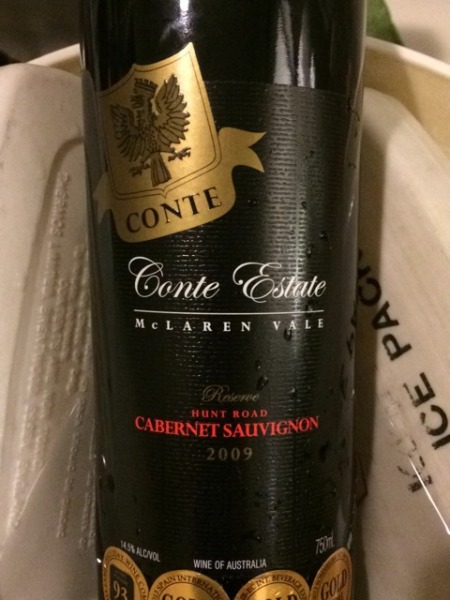 CONTE
Conte Estate
McLAREN VALE
Reserve
HUNT ROAD
CABERNET SAUVIGNON
2009
14.5% ALC/VOL
WINE OF AUSTRALIA
750mL
93
GOLD
ICE PACK